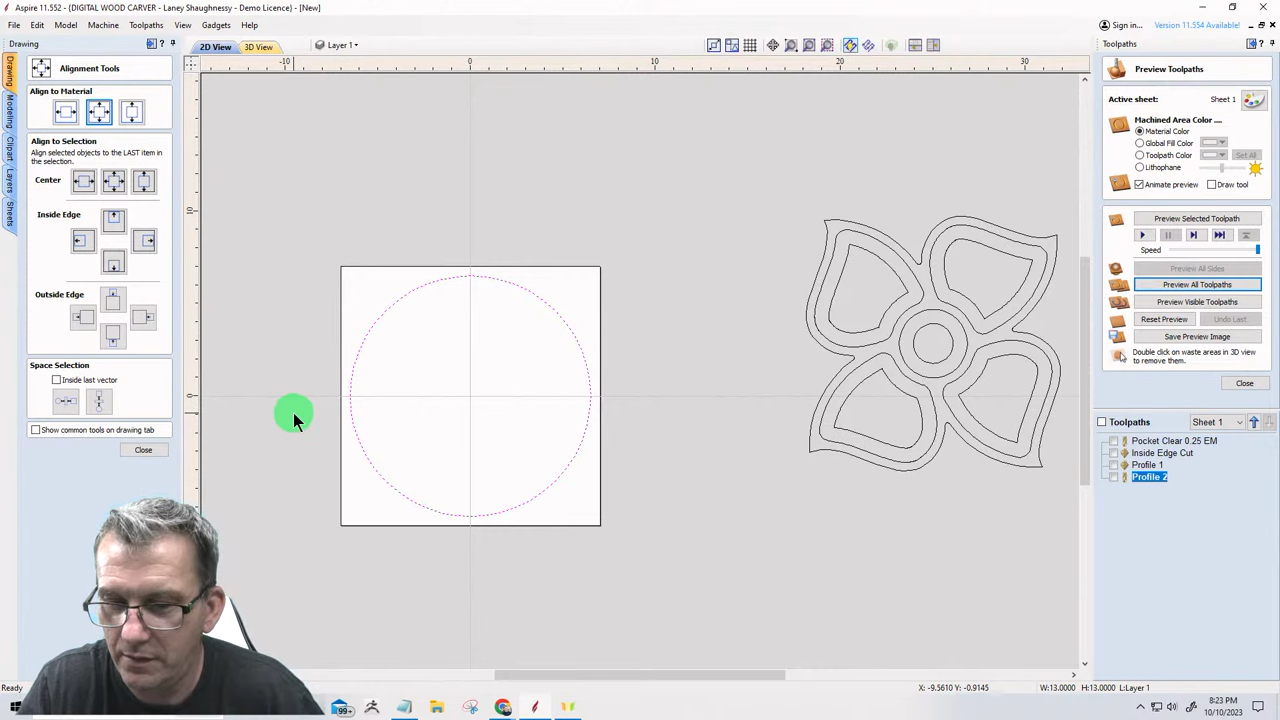 Aspire 11.552 - (DIGITAL WOOD CARVER - Laney Shaughnessy - Demo Licence) - [New]
File Edit Model Machine Toolpaths View Gadgets Help
Sign in... Version 11.554 Available!
Drawing
2D View 3D View Layer 1
Toolpaths
Drawing
Modeling
Clipart
Layers
Sheets
Alignment Tools
Align to Material
Align to Selection
Align selected objects to the LAST item in
the selection.
Center
Inside Edge
Outside Edge
Space Selection
Inside last vector
Show common tools on drawing tab
Close
-10 0 10 20 30
10
0
Preview Toolpaths
Active sheet: Sheet 1
Machined Area Color ....
Material Color
Global Fill Color
Toolpath Color Set All
Lithophane
Animate preview Draw tool
Preview Selected Toolpath
Speed
Preview All Sides
Preview All Toolpaths
Preview Visible Toolpaths
Reset Preview Undo Last
Save Preview Image
Double click on waste areas in 3D view
to remove them.
Close
Toolpaths Sheet 1
Pocket Clear 0.25 EM
Inside Edge Cut
Profile 1
Profile 2
Ready
X: -9.5610 Y: -0.9145 W:13.0000 H:13.0000 L:Layer 1
99+
8:23 PM
10/10/2023